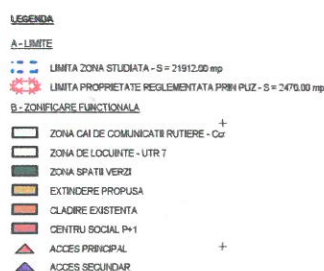 LEGENDA
A - LIMITE
LIMITA ZONA STUDIATA - S = 21912.00 mp
LIMITA PROPRIETATE REGLEMENTATA PRIN PUZ - S = 2470.00 mp
B - ZONIFICARE FUNCTIONALA
ZONA CAI DE COMUNICATII RUTIERE - Ccr
ZONA DE LOCUINTE - UTR 7
ZONA SPATII VERZI
EXTINDERE PROPUSA
CLADIRE EXISTENTA
CENTRU SOCIAL P+1
ACCES PRINCIPAL
ACCES SECUNDAR